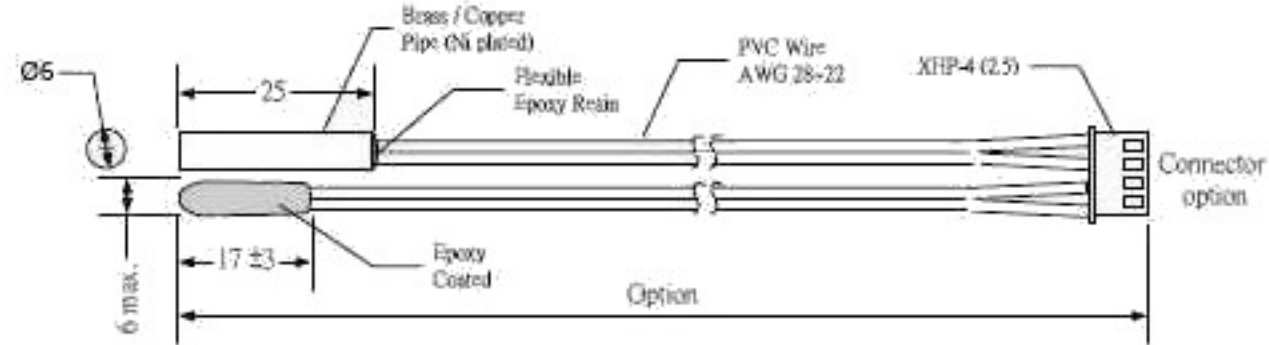 Brass / Copper
Pipe (Ni plated)
Ø6
25
Flexible
Epoxy Resin
PVC Wire
AWG 28~22
XHP-4 (2.5)
Connector
option
17 ±3
Epoxy
Coated
6 max.
Option